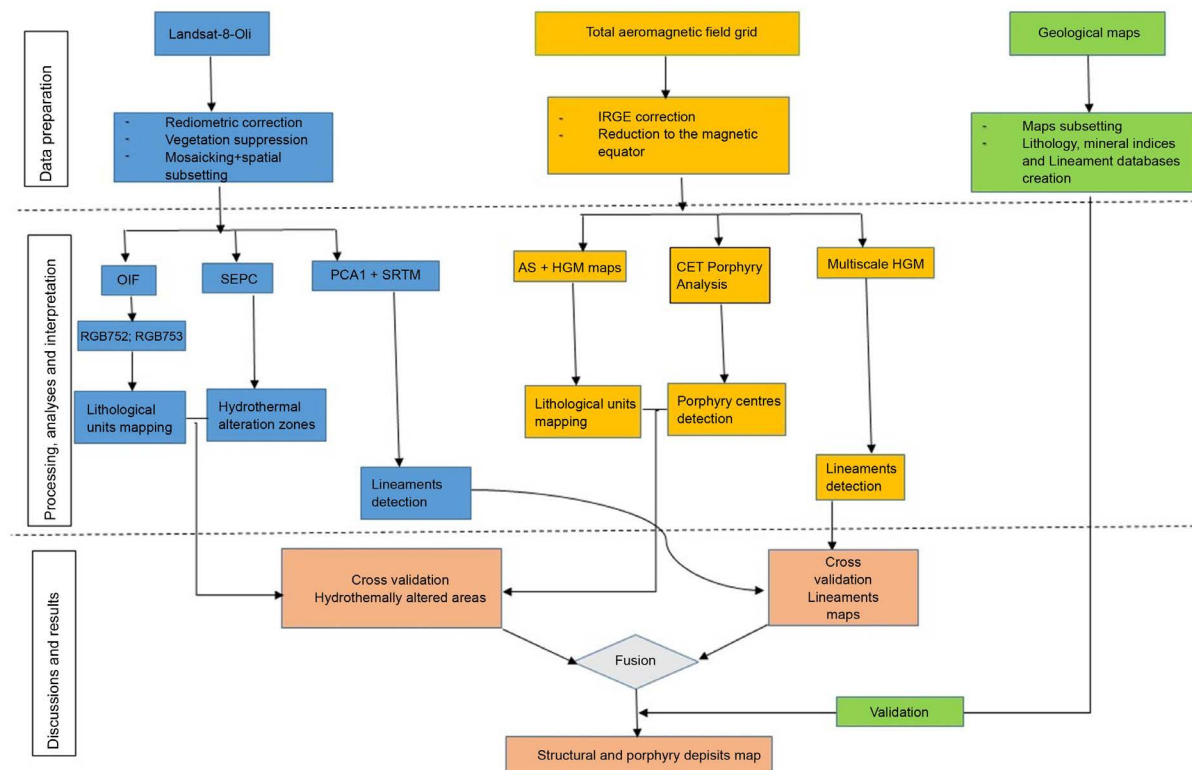 Data preparation
Landsat-8-Oli
Total aeromagnetic field grid
Geological maps
- Rediometric correction
- Vegetation suppression
- Mosaicking+spatial
subsetting
- IRGE correction
- Reduction to the magnetic
equator
- Maps subsetting
- Lithology, mineral indices
and Lineament databases
creation
Processing, analyses and interpretation
OIF
SEPC
PCA1 + SRTM
AS + HGM maps
CET Porphyry
Analysis
Multiscale HGM
RGB752; RGB753
Lithological
units mapping
Hydrothermal
alteration zones
Lineaments
detection
Lithological units
mapping
Porphyry centres
detection
Lineaments
detection
Discussions and results
Cross validation
Hydrothemally altered areas
Cross
validation
Lineaments
maps
Fusion
Validation
Structural and porphyry depisits map